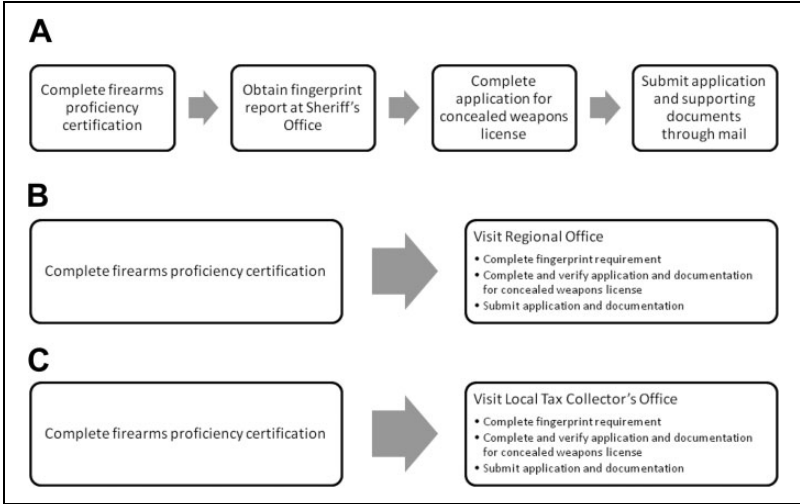 A
Complete firearms
proficiency
certification
Obtain fingerprint
report at Sheriff's
Office
Complete
application for
concealed weapons
license
Submit application
and supporting
documents
through mail
B
Complete firearms proficiency certification
Visit Regional Office
• Complete fingerprint requirement
• Complete and verify application and documentation
for concealed weapons license
• Submit application and documentation
C
Complete firearms proficiency certification
Visit Local Tax Collector's Office
• Complete fingerprint requirement
• Complete and verify application and documentation
for concealed weapons license
• Submit application and documentation